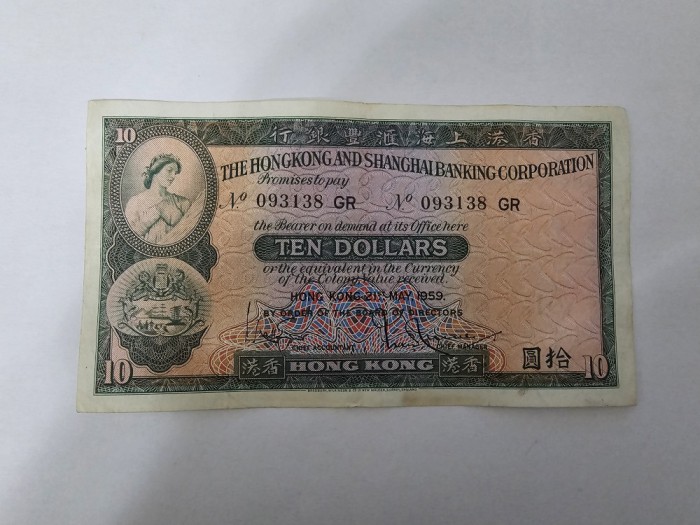 行銀豐滙海上港香
10
THE HONGKONG AND SHANGHAI BANKING CORPORATION
Promises to pay
Nº 093138 GR Nº 093138 GR
the Bearer on demand at its Office here
TEN DOLLARS
or the equivalent in the Currency
of the Colony Value received.
HONG KONG 21ST MAY 1959.
BY ORDER OF THE BOARD OF DIRECTORS
CHIEF ACCOUNTANT CHIEF MANAGER
圓拾
10 港香 HONG KONG 港香 10